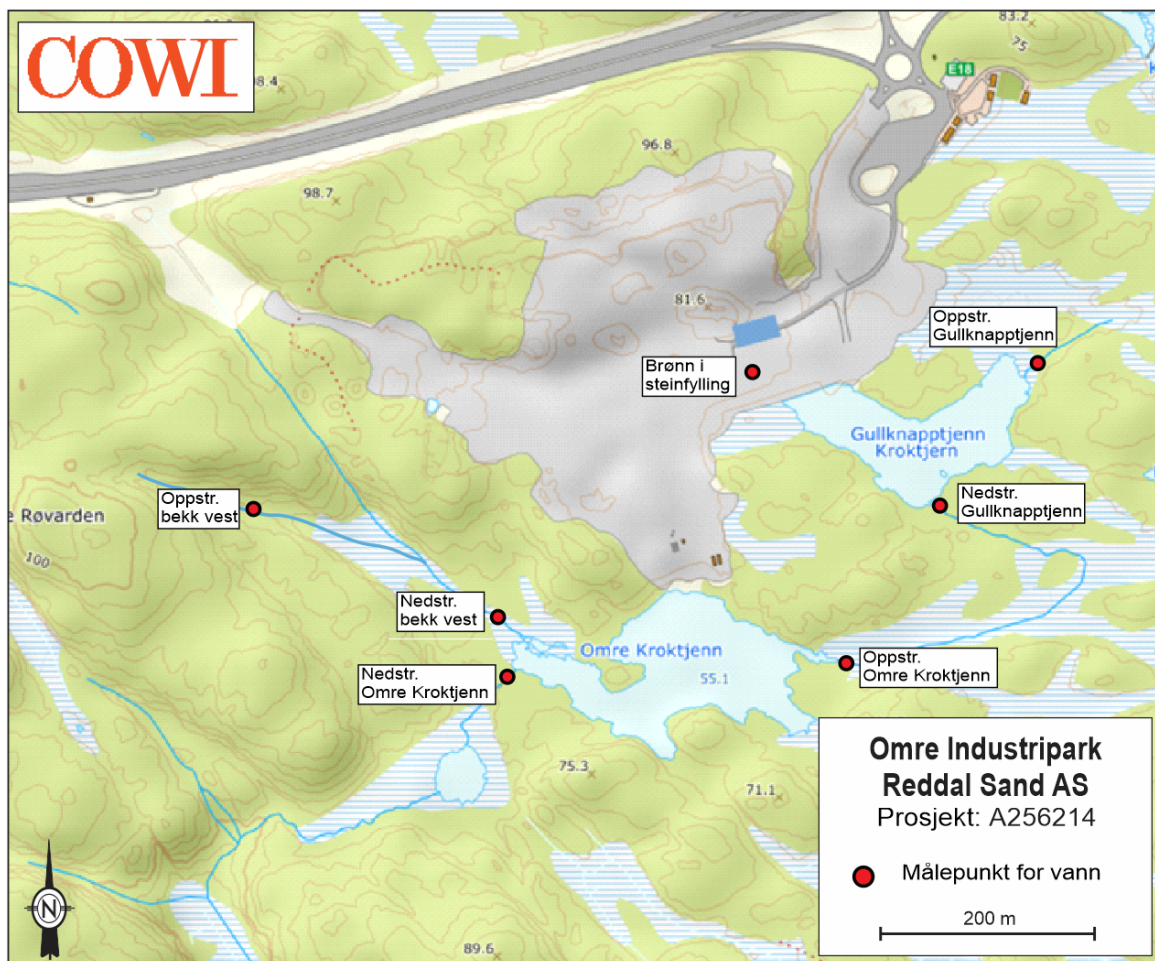 COWI
83.2
75
E18
98.4
96.8
98.7
81.6
Oppstr.
Gullknapptjenn
Brønn i
steinfylling
Gullknapptjenn
Kroktjern
Nedstr.
Gullknapptjenn
Oppstr.
bekk vest
e Røvarden
100
Nedstr.
bekk vest
Omre Kroktjenn
55.1
Nedstr.
Omre Kroktjenn
Oppstr.
Omre Kroktjenn
75.3
71.1
89.6
N
Omre Industripark
Reddal Sand AS
Prosjekt: A256214
Målepunkt for vann
200 m